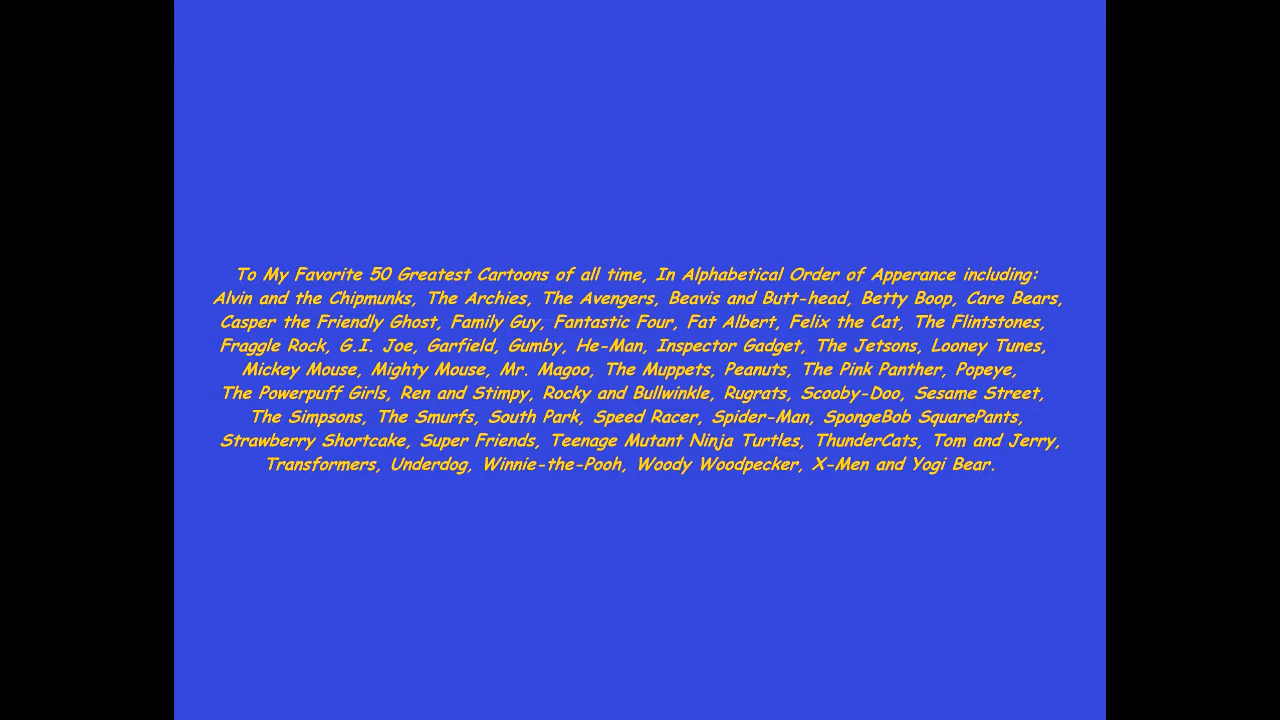 To My Favorite 50 Greatest Cartoons of all time, In Alphabetical Order of Apperance including:
Alvin and the Chipmunks, The Archies, The Avengers, Beavis and Butt-head, Betty Boop, Care Bears,
Casper the Friendly Ghost, Family Guy, Fantastic Four, Fat Albert, Felix the Cat, The Flintstones,
Fraggle Rock, G.I. Joe, Garfield, Gumby, He-Man, Inspector Gadget, The Jetsons, Looney Tunes,
Mickey Mouse, Mighty Mouse, Mr. Magoo, The Muppets, Peanuts, The Pink Panther, Popeye,
The Powerpuff Girls, Ren and Stimpy, Rocky and Bullwinkle, Rugrats, Scooby-Doo, Sesame Street,
The Simpsons, The Smurfs, South Park, Speed Racer, Spider-Man, SpongeBob SquarePants,
Strawberry Shortcake, Super Friends, Teenage Mutant Ninja Turtles, ThunderCats, Tom and Jerry,
Transformers, Underdog, Winnie-the-Pooh, Woody Woodpecker, X-Men and Yogi Bear.